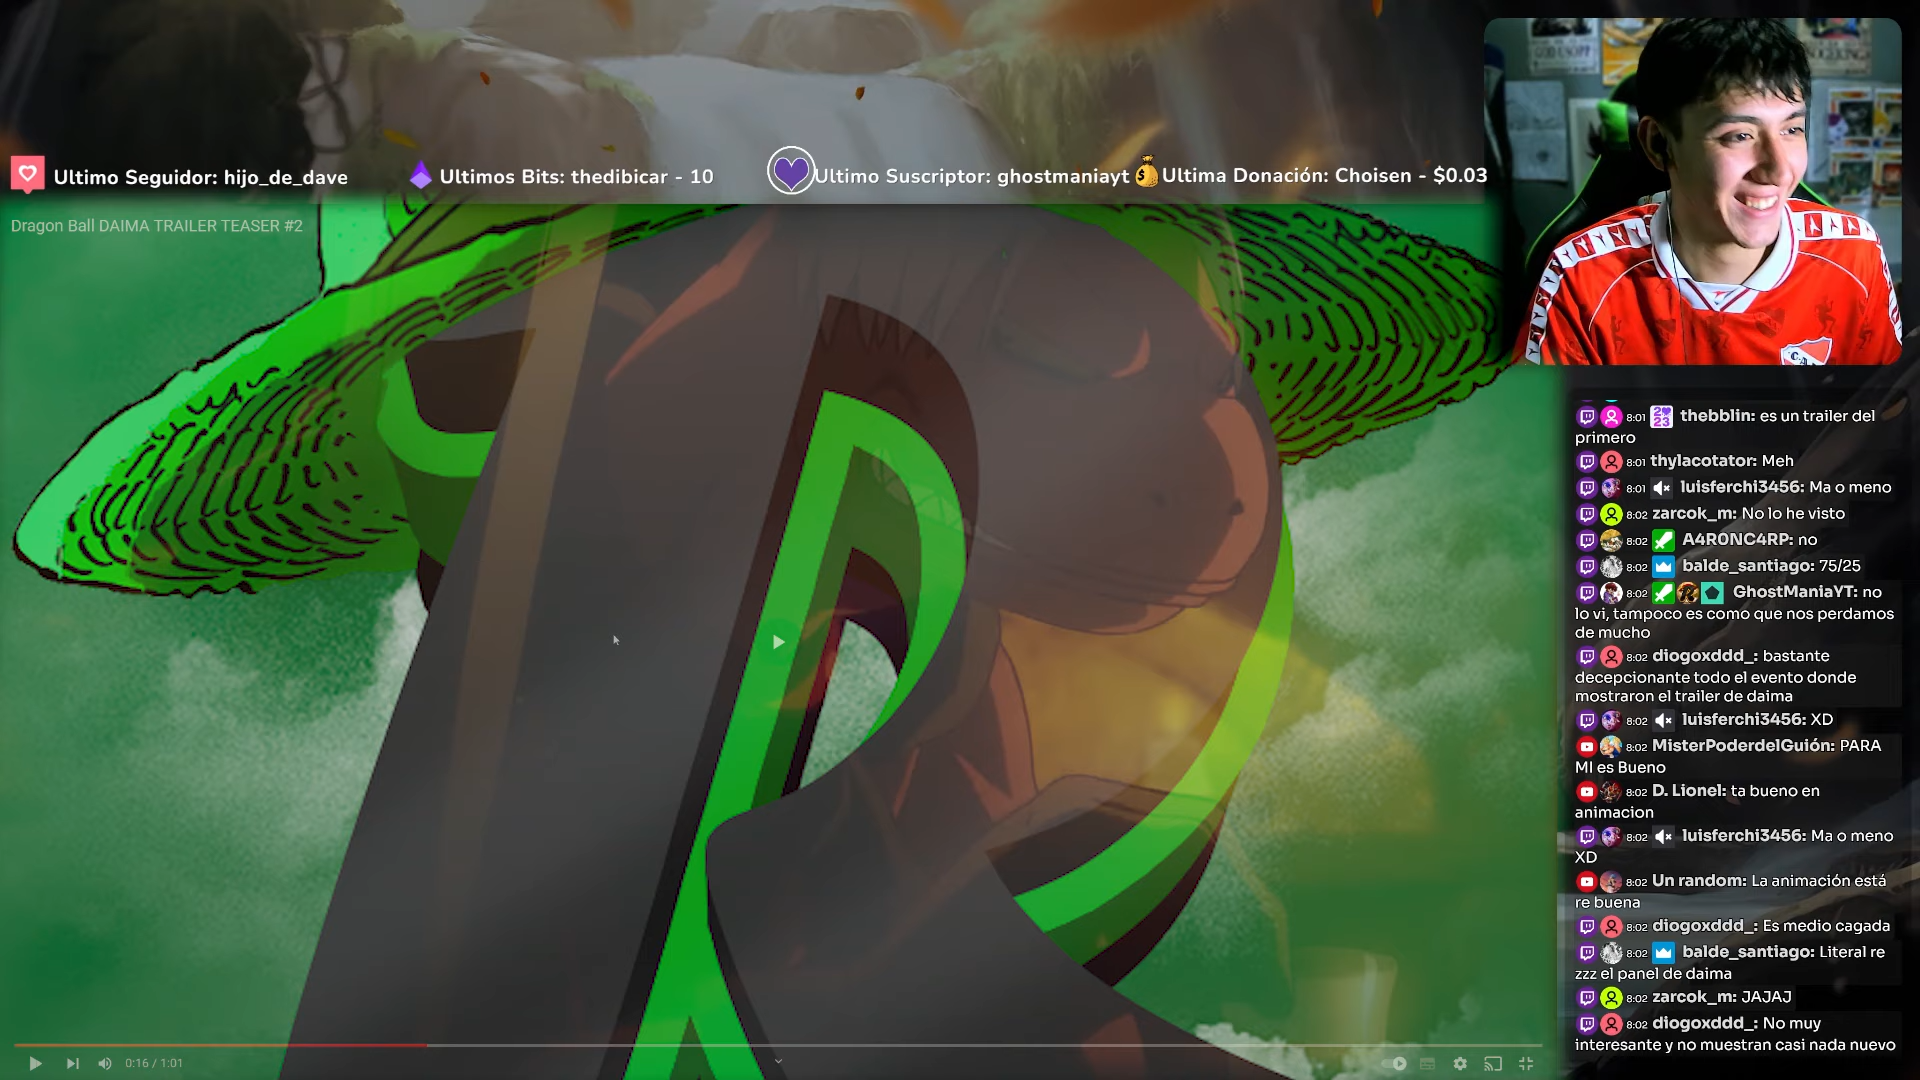 Ultimo Seguidor: hijo_de_dave
Ultimos Bits: thedibicar - 10
Ultimo Suscriptor: ghostmaniayt
Ultima Donación: Choisen - $0.03
Dragon Ball DAIMA TRAILER TEASER #2
R
0:16 / 1:01
8:01 thebblin: es un trailer del
primero
8:01 thylacotator: Meh
8:01 luisferchi3456: Ma o meno
8:02 zarcok_m: No lo he visto
8:02 A4R0NC4RP: no
8:02 balde_santiago: 75/25
8:02 GhostManiaYT: no
lo vi, tampoco es como que nos perdamos
de mucho
8:02 diogoxddd_: bastante
decepcionante todo el evento donde
mostraron el trailer de daima
8:02 luisferchi3456: XD
8:02 MisterPoderdelGuión: PARA
MI es Bueno
8:02 D. Lionel: ta bueno en
animacion
8:02 luisferchi3456: Ma o meno
XD
8:02 Un random: La animación está
re buena
8:02 diogoxddd_: Es medio cagada
8:02 balde_santiago: Literal re
zzz el panel de daima
8:02 zarcok_m: JAJAJ
8:02 diogoxddd_: No muy
interesante y no muestran casi nada nuevo